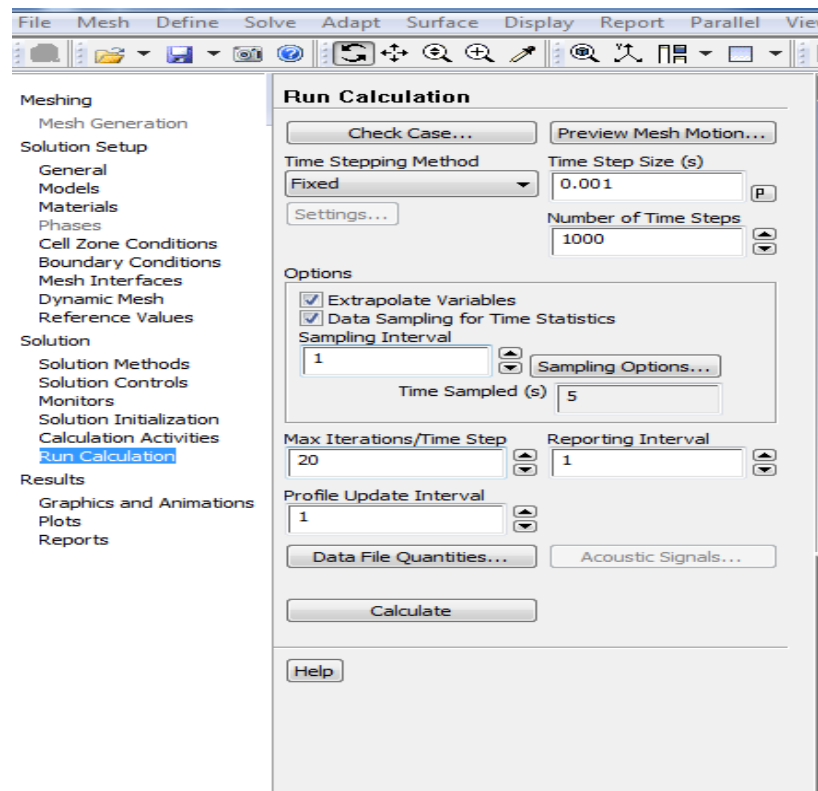 File Mesh Define Solve Adapt Surface Display Report Parallel
Meshing
Mesh Generation
Solution Setup
General
Models
Materials
Phases
Cell Zone Conditions
Boundary Conditions
Mesh Interfaces
Dynamic Mesh
Reference Values
Solution
Solution Methods
Solution Controls
Monitors
Solution Initialization
Calculation Activities
Run Calculation
Results
Graphics and Animations
Plots
Reports
Run Calculation
Check Case... Preview Mesh Motion...
Time Stepping Method Time Step Size (s)
Fixed 0.001 P
Settings... Number of Time Steps
1000
Options
Extrapolate Variables
Data Sampling for Time Statistics
Sampling Interval
1 Sampling Options...
Time Sampled (s) 5
Max Iterations/Time Step Reporting Interval
20 1
Profile Update Interval
1
Data File Quantities... Acoustic Signals...
Calculate
Help